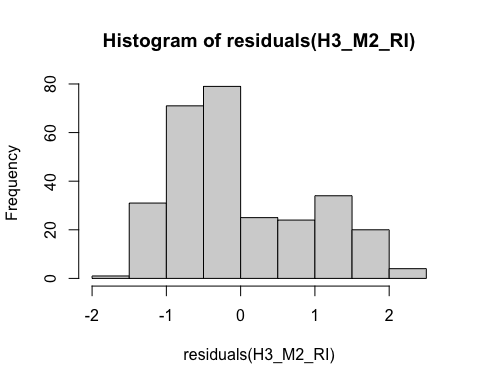 Histogram of residuals(H3_M2_RI)
Frequency
80
60
40
20
0
-2 -1 0 1 2
residuals(H3_M2_RI)